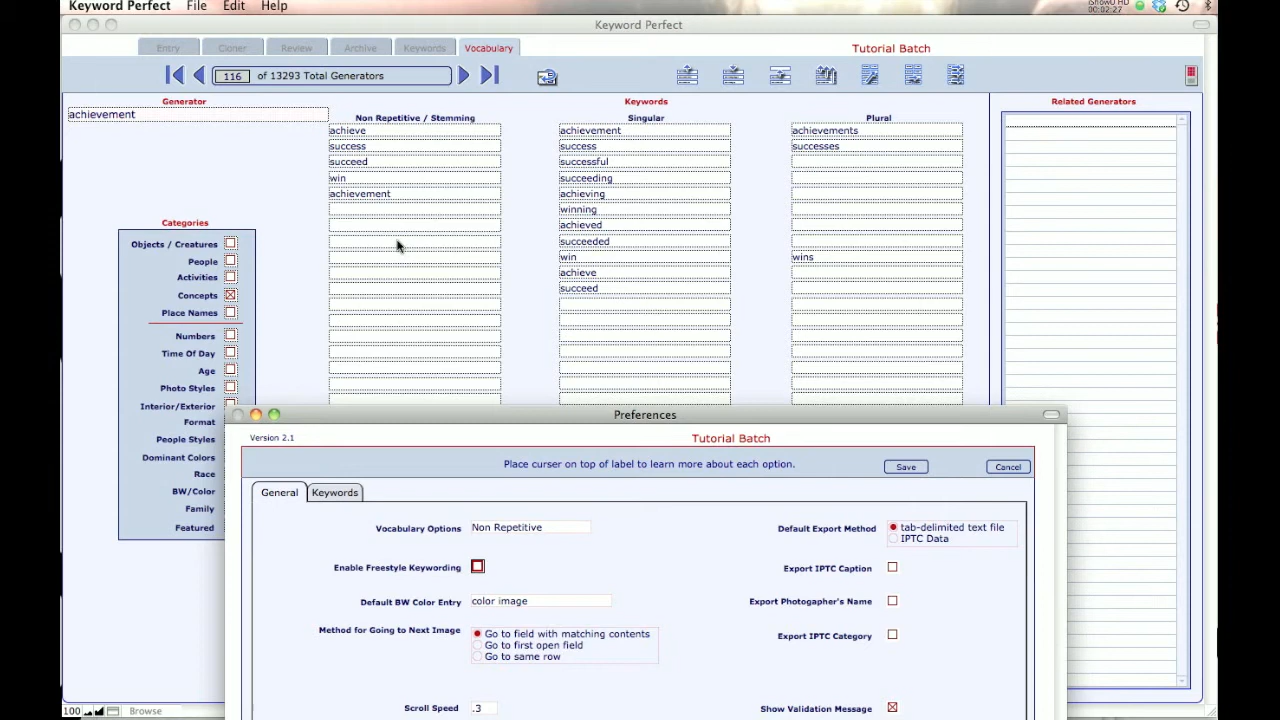 Keyword Perfect File Edit Help
iShowU HD
00:02:27
Keyword Perfect
Entry Cloner Review Archive Keywords Vocabulary
Tutorial Batch
116 of 13293 Total Generators
Generator
Keywords
Related Generators
achievement
Non Repetitive / Stemming
Singular
Plural
achieve
achievement
achievements
success
success
successes
succeed
successful
win
succeeding
achievement
achieving
winning
achieved
succeeded
win
wins
achieve
succeed
Categories
Objects / Creatures
People
Activities
Concepts
Place Names
Numbers
Time Of Day
Age
Photo Styles
Interior/Exterior
Format
People Styles
Dominant Colors
Race
BW/Color
Family
Featured
Preferences
Version 2.1
Tutorial Batch
Place curser on top of label to learn more about each option.
Save
Cancel
General Keywords
Vocabulary Options Non Repetitive
Default Export Method
tab-delimited text file
IPTC Data
Enable Freestyle Keywording
Export IPTC Caption
Default BW Color Entry color image
Export Photogapher's Name
Method for Going to Next Image
Go to field with matching contents
Go to first open field
Go to same row
Export IPTC Category
Scroll Speed .3
Show Validation Message
100 Browse